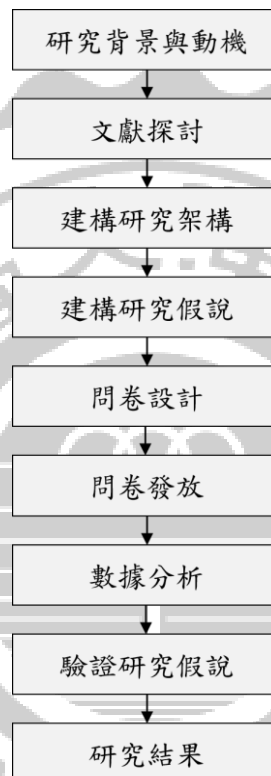 研究背景與動機
文獻探討
建構研究架構
建構研究假說
問卷設計
問卷發放
數據分析
驗證研究假說
研究結果